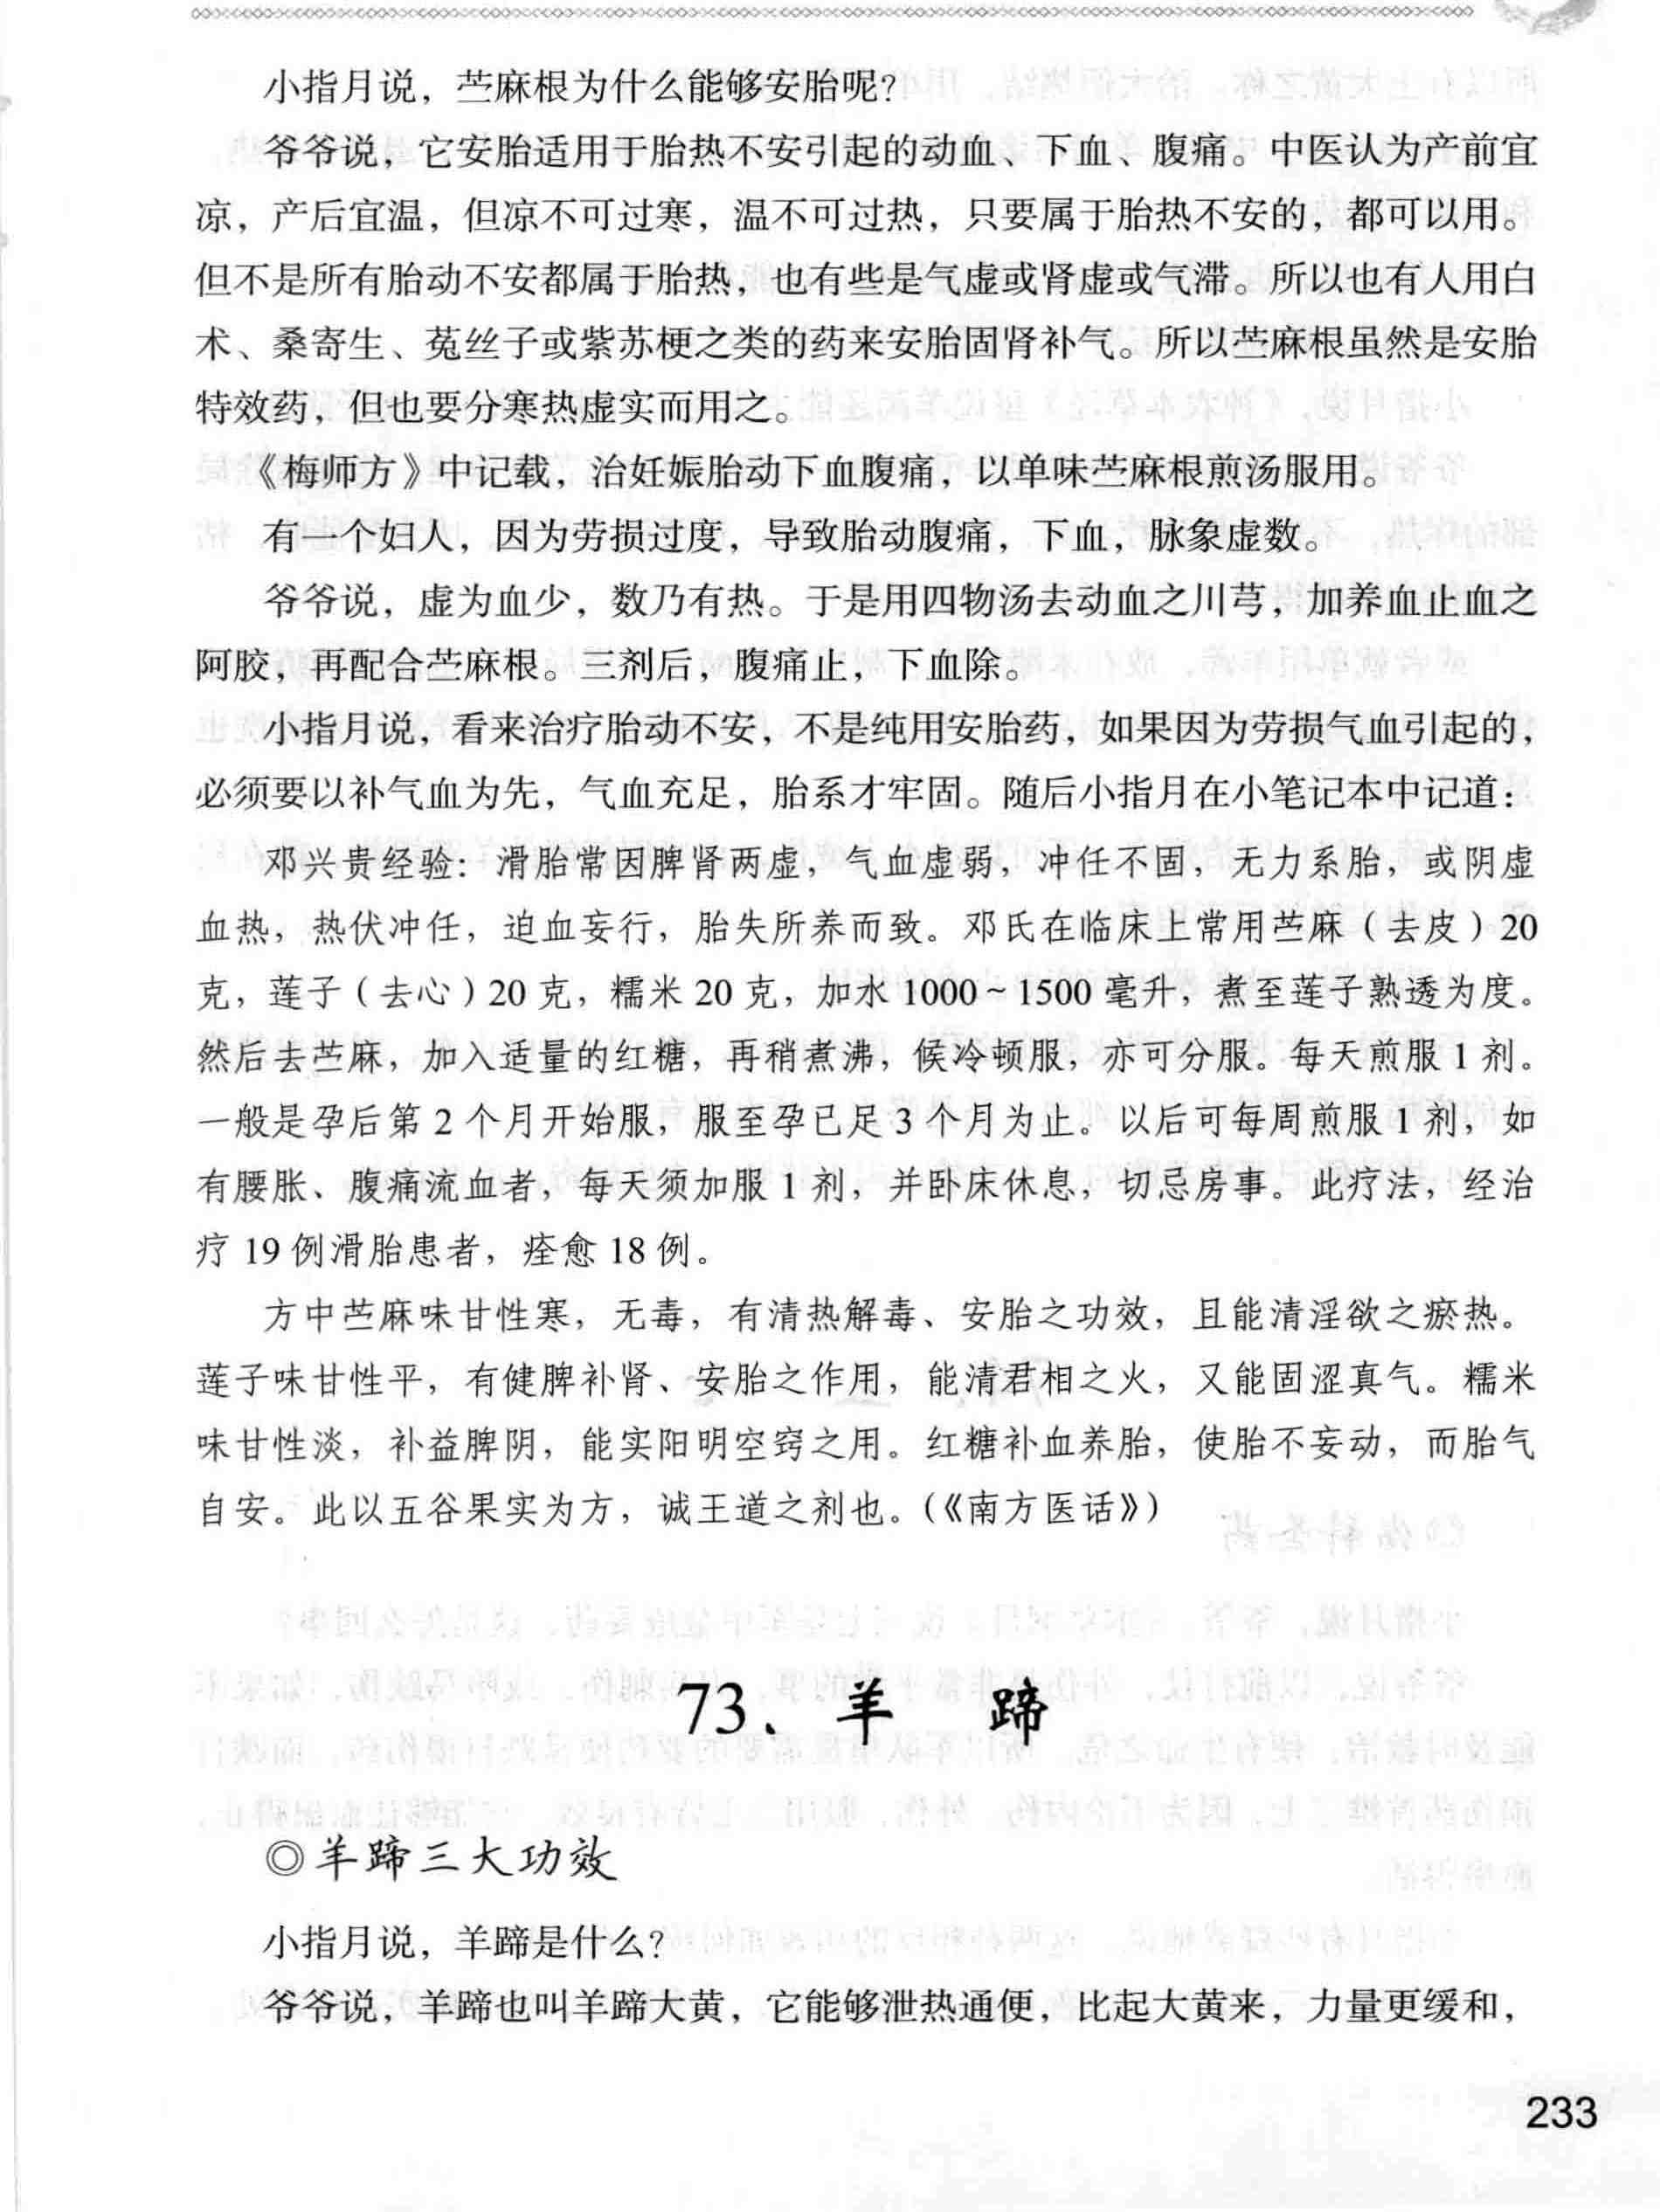 小指月说，苎麻根为什么能够安胎呢？
爷爷说，它安胎适用于胎热不安引起的动血、下血、腹痛。中医认为产前宜
凉，产后宜温，但凉不可过寒，温不可过热，只要属于胎热不安的，都可以用。
但不是所有胎动不安都属于胎热，也有些是气虚或肾虚或气滞。所以也有人用白
术、桑寄生、菟丝子或紫苏梗之类的药来安胎固肾补气。所以苎麻根虽然是安胎
特效药，但也要分寒热虚实而用之。
《梅师方》中记载，治妊娠胎动下血腹痛，以单味苎麻根煎汤服用。
有一个妇人，因为劳损过度，导致胎动腹痛，下血，脉象虚数。
爷爷说，虚为血少，数乃有热。于是用四物汤去动血之川芎，加养血止血之
阿胶，再配合苎麻根。三剂后，腹痛止，下血除。
小指月说，看来治疗胎动不安，不是纯用安胎药，如果因为劳损气血引起的，
必须要以补气血为先，气血充足，胎系才牢固。随后小指月在小笔记本中记道：
邓兴贵经验：滑胎常因脾肾两虚，气血虚弱，冲任不固，无力系胎，或阴虚
血热，热伏冲任，迫血妄行，胎失所养而致。邓氏在临床上常用苎麻（去皮）20
克，莲子（去心）20 克，糯米 20 克，加水 1000～1500 毫升，煮至莲子熟透为度。
然后去苎麻，加入适量的红糖，再稍煮沸，候冷顿服，亦可分服。每天煎服 1 剂。
一般是孕后第 2 个月开始服，服至孕已足 3 个月为止。以后可每周煎服 1 剂，如
有腰胀、腹痛流血者，每天须加服 1 剂，并卧床休息，切忌房事。此疗法，经治
疗 19 例滑胎患者，痊愈 18 例。
方中苎麻味甘性寒，无毒，有清热解毒、安胎之功效，且能清淫欲之瘀热。
莲子味甘性平，有健脾补肾、安胎之作用，能清君相之火，又能固涩真气。糯米
味甘性淡，补益脾阴，能实阳明空窍之用。红糖补血养胎，使胎不妄动，而胎气
自安。此以五谷果实为方，诚王道之剂也。（《南方医话》）
73、羊　蹄
◎羊蹄三大功效
小指月说，羊蹄是什么？
爷爷说，羊蹄也叫羊蹄大黄，它能够泄热通便，比起大黄来，力量更缓和，
233